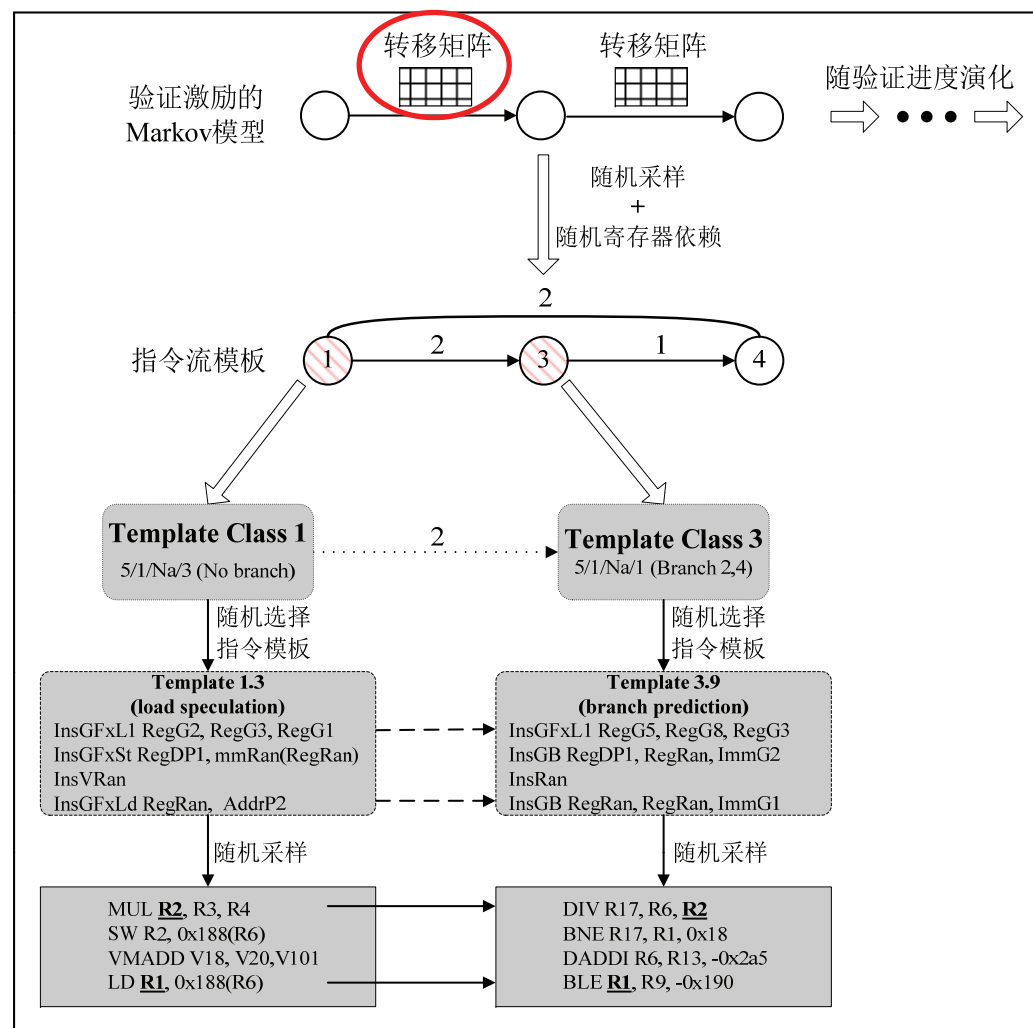 转移矩阵
转移矩阵
验证激励的
Markov模型
随验证进度演化
随机采样
+
随机寄存器依赖
2
指令流模板
1
2
3
1
4
Template Class 1
5/1/Na/3 (No branch)
2
Template Class 3
5/1/Na/1 (Branch 2,4)
随机选择
指令模板
随机选择
指令模板
Template 1.3
(load speculation)
InsGFxL1 RegG2, RegG3, RegG1
InsGFxSt RegDP1, mmRan(RegRan)
InsVRan
InsGFxLd RegRan, AddrP2
Template 3.9
(branch prediction)
InsGFxL1 RegG5, RegG8, RegG3
InsGB RegDP1, RegRan, ImmG2
InsRan
InsGB RegRan, RegRan, ImmG1
随机采样
随机采样
MUL R2, R3, R4
SW R2, 0x188(R6)
VMADD V18, V20,V101
LD R1, 0x188(R6)
DIV R17, R6, R2
BNE R17, R1, 0x18
DADDI R6, R13, -0x2a5
BLE R1, R9, -0x190